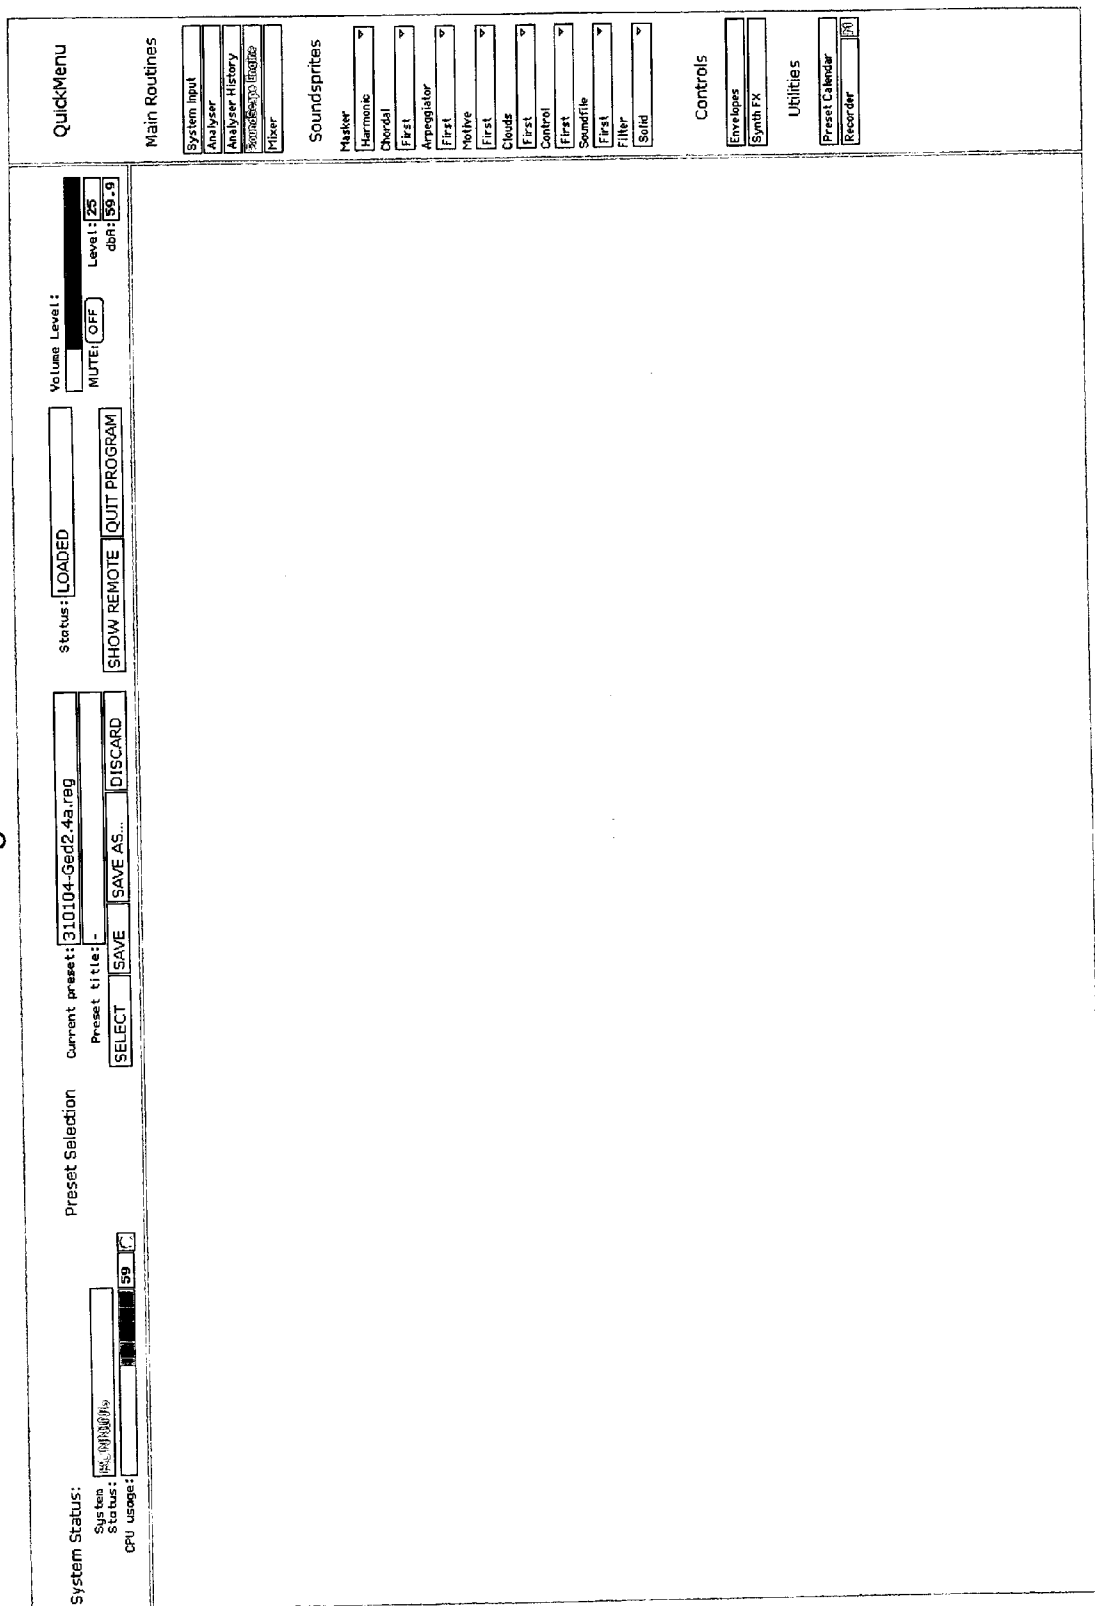 System Status:
System
Status:
CPU usage: 59
Preset Selection
Current preset: 310104-Ged2.4a.reg
Preset title: -
SELECT SAVE SAVE AS... DISCARD
Status: LOADED
SHOW REMOTE QUIT PROGRAM
Volume Level:
MUTE: OFF Level: 25
dbA: 59.9
QuickMenu
Main Routines
System Input
Analyser
Analyser History
Mixer
Soundsprites
Masker
Harmonic
Chordal
First
Arpeggiator
First
Motive
First
Clouds
First
Control
First
Soundfile
First
Filter
Solid
Controls
Envelopes
Synth FX
Utilities
Preset Calendar
Recorder